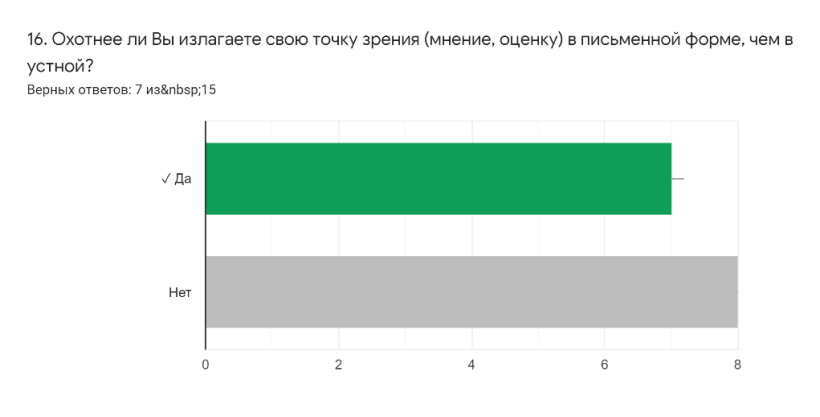 16. Охотнее ли Вы излагаете свою точку зрения (мнение, оценку) в письменной форме, чем в
устной?
Верных ответов: 7 из&nbsp;15
✓ Да
Нет
0 2 4 6 8